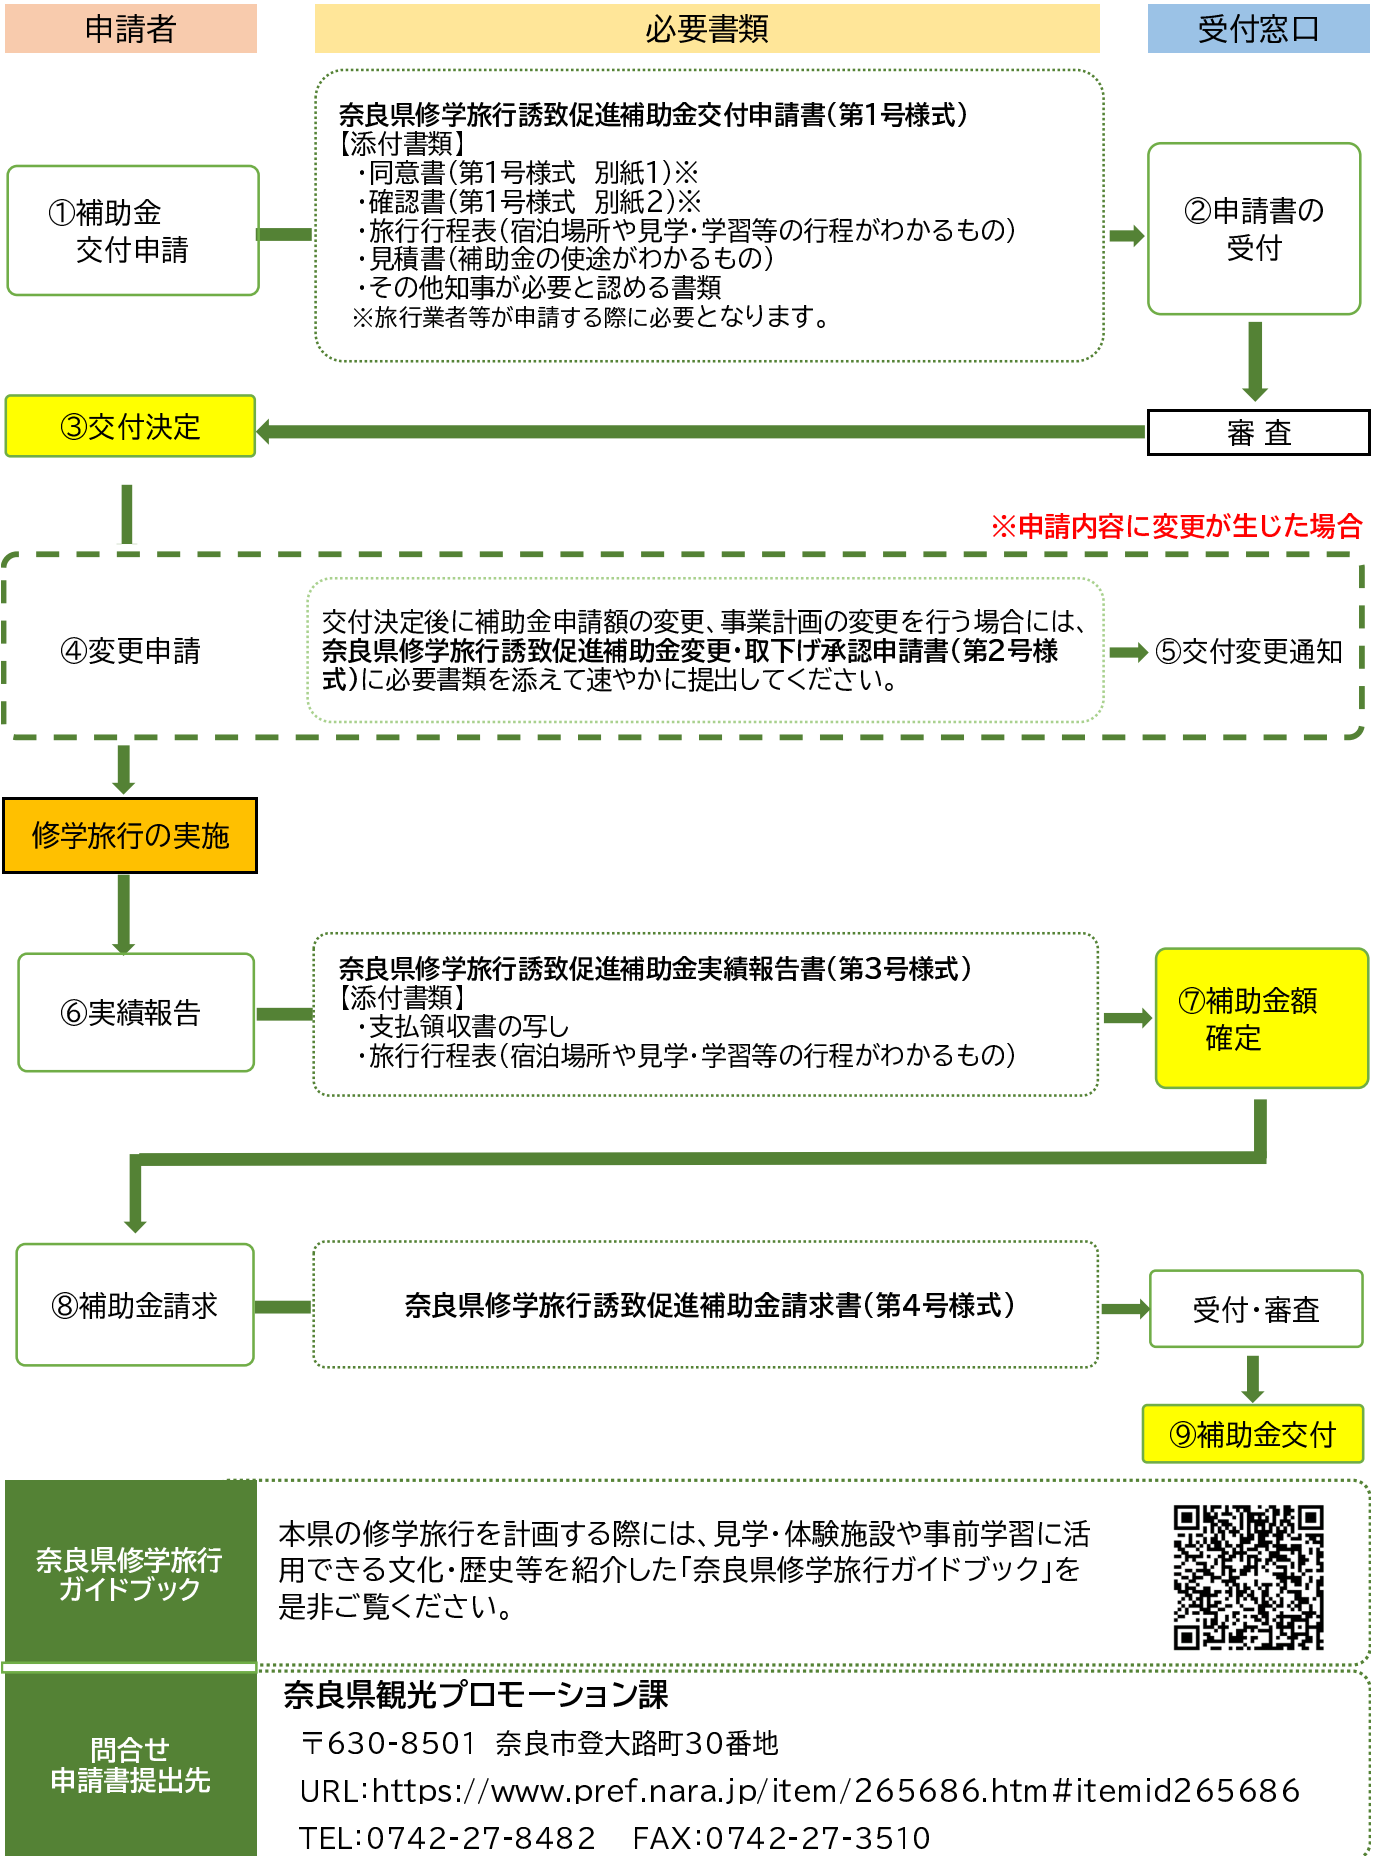 申請者
必要書類
受付窓口
奈良県修学旅行誘致促進補助金交付申請書（第1号様式）
【添付書類】
・同意書（第1号様式　別紙1）※
・確認書（第1号様式　別紙2）※
・旅行行程表（宿泊場所や見学・学習等の行程がわかるもの）
・見積書（補助金の使途がわかるもの）
・その他知事が必要と認める書類
※旅行業者等が申請する際に必要となります。
①補助金
交付申請
②申請書の
受付
③交付決定
審 査
※申請内容に変更が生じた場合
④変更申請
交付決定後に補助金申請額の変更、事業計画の変更を行う場合には、
奈良県修学旅行誘致促進補助金変更・取下げ承認申請書（第2号様
式）に必要書類を添えて速やかに提出してください。
⑤交付変更通知
修学旅行の実施
⑥実績報告
奈良県修学旅行誘致促進補助金実績報告書（第3号様式）
【添付書類】
・支払領収書の写し
・旅行行程表（宿泊場所や見学・学習等の行程がわかるもの）
⑦補助金額
確定
⑧補助金請求
奈良県修学旅行誘致促進補助金請求書（第4号様式）
受付・審査
⑨補助金交付
奈良県修学旅行
ガイドブック
本県の修学旅行を計画する際には、見学・体験施設や事前学習に活
用できる文化・歴史等を紹介した「奈良県修学旅行ガイドブック」を
是非ご覧ください。
問合せ
申請書提出先
奈良県観光プロモーション課
〒630-8501　奈良市登大路町30番地
URL：https://www.pref.nara.jp/item/265686.htm#itemid265686
TEL：0742-27-8482　FAX：0742-27-3510